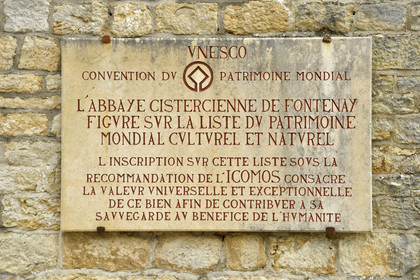 VNESCO
CONVENTION DV PATRIMOINE MONDIAL
L'ABBAYE CISTERCIENNE DE FONTENAY
FIGVRE SVR LA LISTE DV PATRIMOINE
MONDIAL CVLTVREL ET NATVREL
L'INSCRIPTION SVR CETTE LISTE SOVS LA
RECOMMANDATION DE L'ICOMOS CONSACRE
LA VALEVR VNIVERSELLE ET EXCEPTIONNELLE
DE CE BIEN AFIN DE CONTRIBVER A SA
SAVVEGARDE AV BENEFICE DE L'HVMANITE